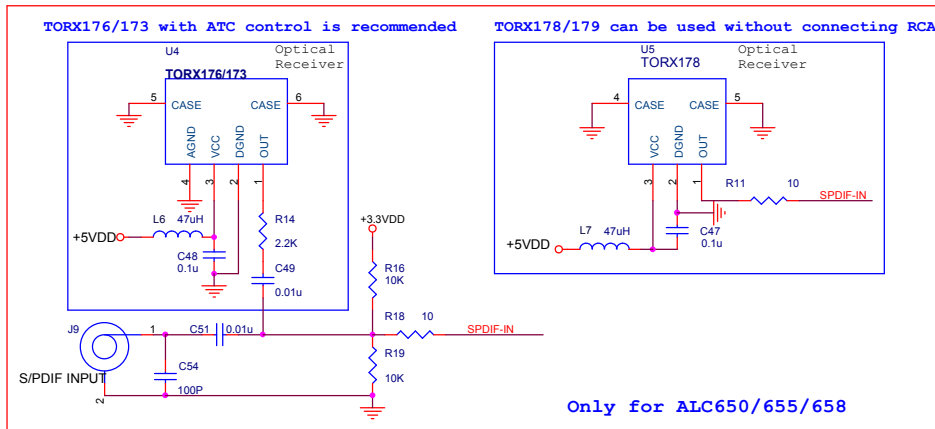 TORX176/173 with ATC control is recommended
TORX178/179 can be used without connecting RCA
U4
Optical
Receiver
TORX176/173
5
CASE
CASE
6
AGND
VCC
DGND
OUT
4
3
2
1
L6
47uH
+5VDD
C48
0.1u
R14
2.2K
C49
0.01u
+3.3VDD
R16
10K
R18
10
SPDIF-IN
R19
10K
J9
1
C51
0.01u
C54
100P
S/PDIF INPUT
2
U5
TORX178
Optical
Receiver
4
CASE
CASE
5
VCC
DGND
OUT
3
2
1
R11
10
SPDIF-IN
C47
0.1u
L7
47uH
+5VDD
Only for ALC650/655/658